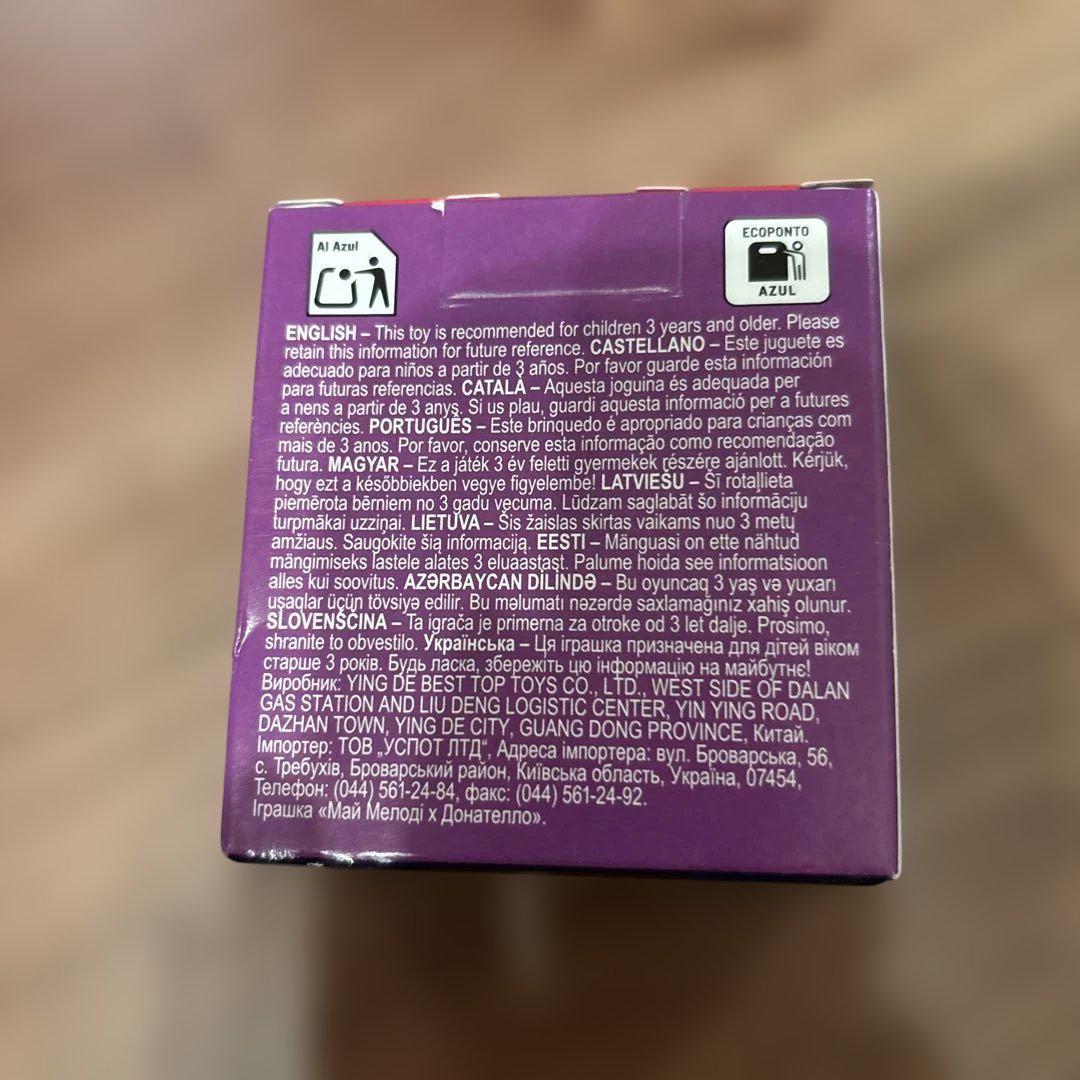 Al Azul
ECOPONTO
AZUL
ENGLISH – This toy is recommended for children 3 years and older. Please
retain this information for future reference. CASTELLANO – Este juguete es
adecuado para niños a partir de 3 años. Por favor guarde esta información
para futuras referencias. CATALÀ – Aquesta joguina és adequada per
a nens a partir de 3 anys. Si us plau, guardi aquesta informació per a futures
referències. PORTUGUÊS – Este brinquedo é apropriado para crianças com
mais de 3 anos. Por favor, conserve esta informação como recomendação
futura. MAGYAR – Ez a játék 3 év feletti gyermekek részére ajánlott. Kérjük,
hogy ezt a későbbiekben vegye figyelembe! LATVIEŠU – Šī rotaļlieta
piemērota bērniem no 3 gadu vecuma. Lūdzam saglabāt šo informāciju
turpmākai uzziņai. LIETUVA – Šis žaislas skirtas vaikams nuo 3 metų
amžiaus. Saugokite šią informaciją. EESTI – Mänguasi on ette nähtud
mängimiseks lastele alates 3 eluaastast. Palume hoida see informatsioon
alles kui soovitus. AZƏRBAYCAN DİLİNDƏ – Bu oyuncaq 3 yaş və yuxarı
uşaqlar üçün tövsiyə edilir. Bu məlumatı nəzərdə saxlamağınız xahiş olunur.
SLOVENŠČINA – Ta igrača je primerna za otroke od 3 let dalje. Prosimo,
shranite to obvestilo. Українська – Ця іграшка призначена для дітей віком
старше 3 років. Будь ласка, збережіть цю інформацію на майбутнє!
Виробник: YING DE BEST TOP TOYS CO., LTD., WEST SIDE OF DALAN
GAS STATION AND LIU DENG LOGISTIC CENTER, YIN YING ROAD,
DAZHAN TOWN, YING DE CITY, GUANG DONG PROVINCE, Китай.
Імпортер: ТОВ „УСПОТ ЛТД“, Адреса імпортера: вул. Броварська, 56,
с. Требухів, Броварський район, Київська область, Україна, 07454,
Телефон: (044) 561-24-84, факс: (044) 561-24-92.
Іграшка «Май Мелоді х Донателло».